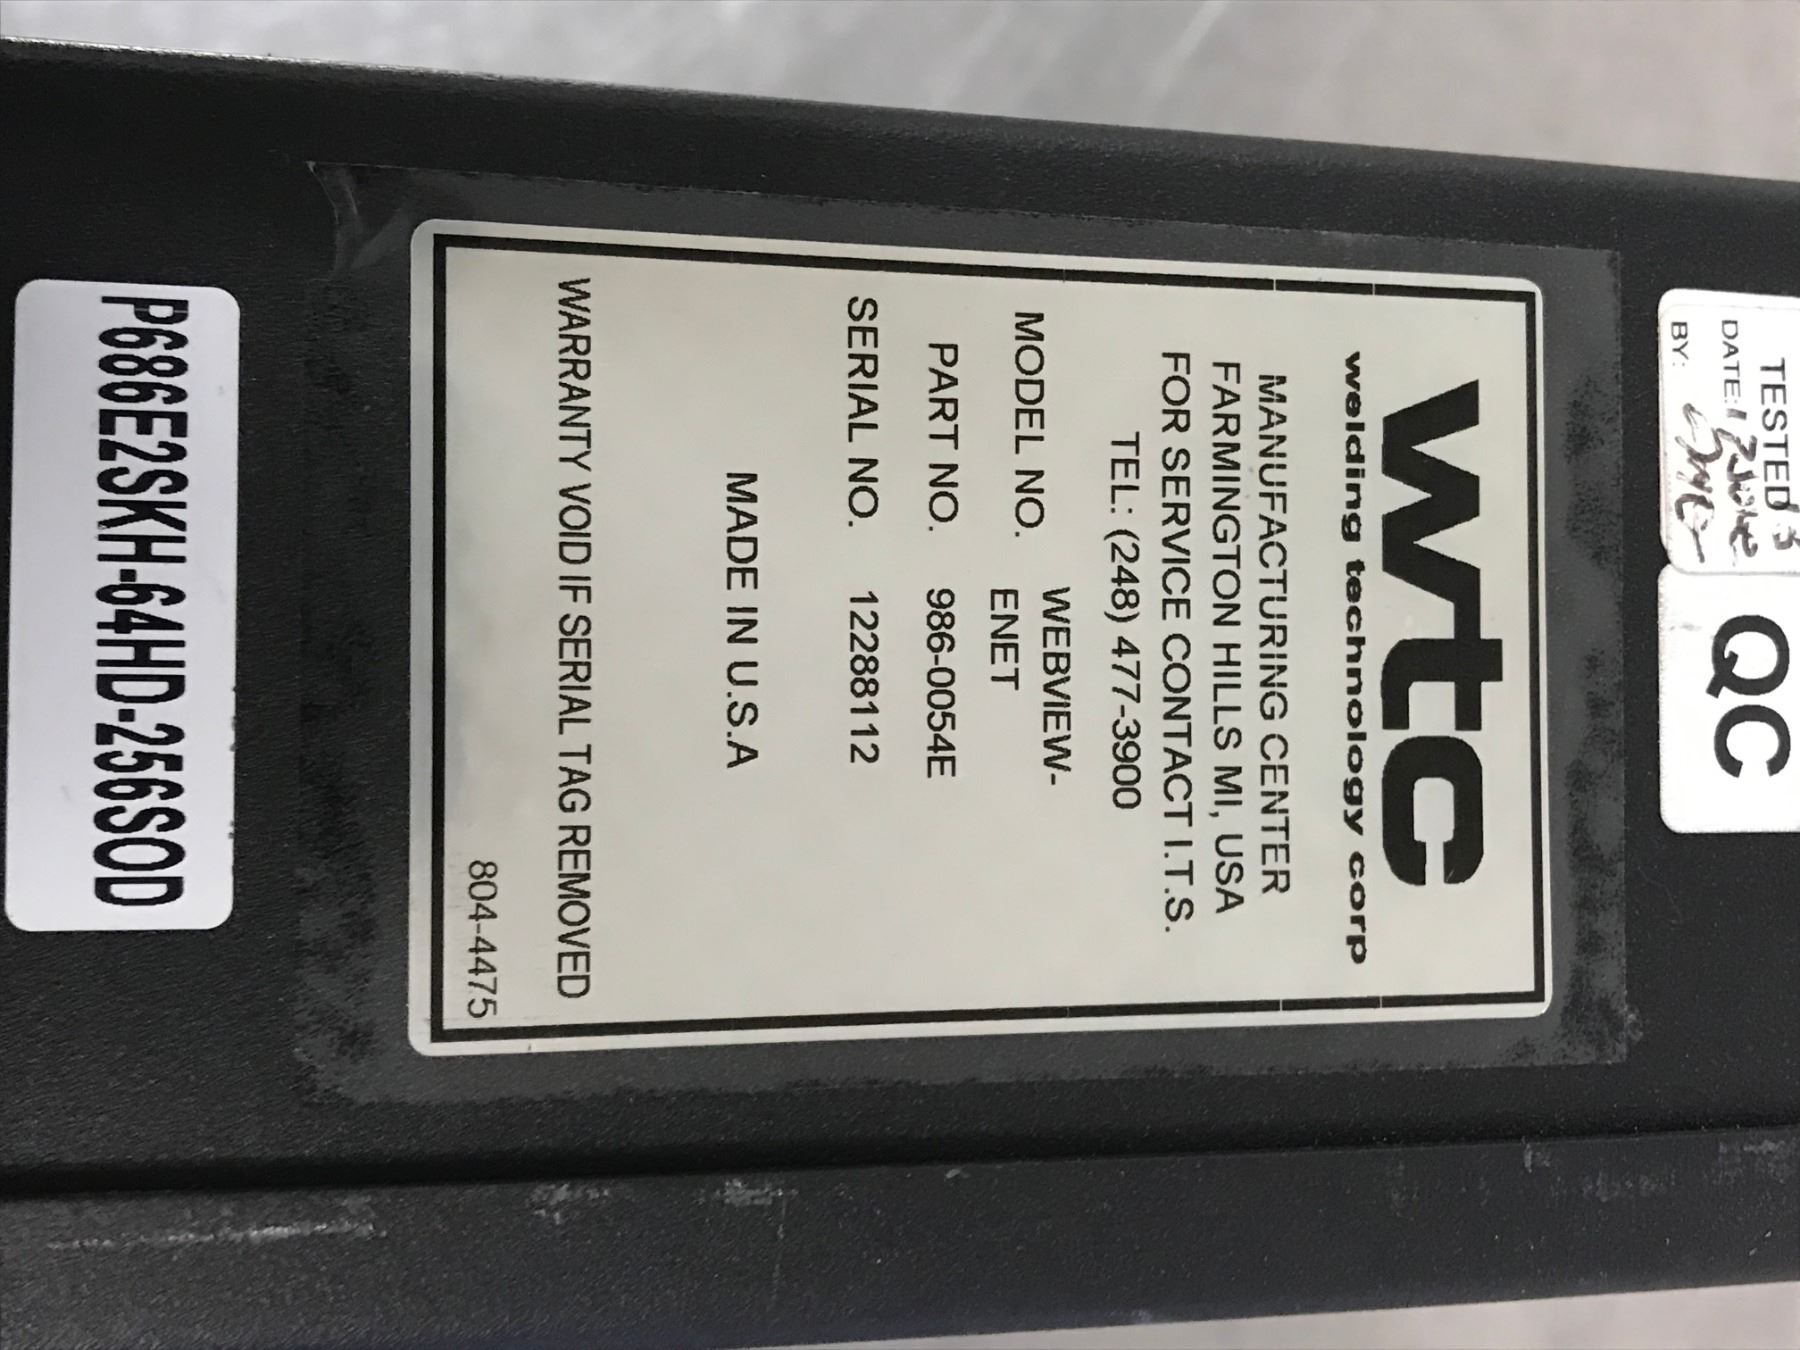 TESTED
DATE:
BY:
QC
wtc
welding technology corp
MANUFACTURING CENTER
FARMINGTON HILLS MI, USA
FOR SERVICE CONTACT I.T.S.
TEL: (248) 477-3900
MODEL NO. WEBVIEW-
ENET
PART NO. 986-0054E
SERIAL NO. 12288112
MADE IN U.S.A
WARRANTY VOID IF SERIAL TAG REMOVED
804-4475
P686E2SKH-64HD-256SOD